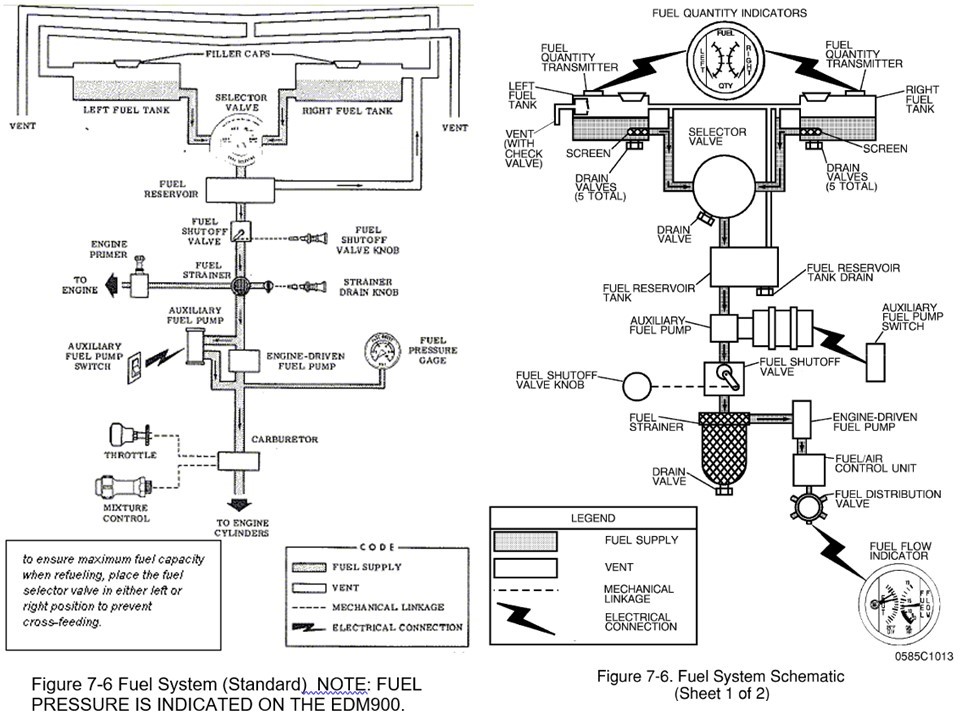 FILLER CAPS
LEFT FUEL TANK
SELECTOR
VALVE
RIGHT FUEL TANK
VENT
VENT
FUEL
RESERVOIR
FUEL
SHUTOFF
VALVE
FUEL
SHUTOFF
VALVE KNOB
ENGINE
PRIMER
TO
ENGINE
FUEL
STRAINER
STRAINER
DRAIN KNOB
AUXILIARY
FUEL PUMP
AUXILIARY
FUEL PUMP
SWITCH
ENGINE-DRIVEN
FUEL PUMP
FUEL
PRESSURE
GAGE
CARBURETOR
THROTTLE
MIXTURE
CONTROL
TO ENGINE
CYLINDERS
to ensure maximum fuel capacity
when refueling, place the fuel
selector valve in either left or
right position to prevent
cross-feeding.
CODE
FUEL SUPPLY
VENT
MECHANICAL LINKAGE
ELECTRICAL CONNECTION
Figure 7-6 Fuel System (Standard) NOTE: FUEL
PRESSURE IS INDICATED ON THE EDM900.
FUEL QUANTITY INDICATORS
FUEL
LEFT
RIGHT
QTY
FUEL
QUANTITY
TRANSMITTER
FUEL
QUANTITY
TRANSMITTER
LEFT
FUEL
TANK
RIGHT
FUEL
TANK
VENT
(WITH
CHECK
VALVE)
SELECTOR
VALVE
SCREEN
SCREEN
DRAIN
VALVES
(5 TOTAL)
DRAIN
VALVES
(5 TOTAL)
DRAIN
VALVE
FUEL RESERVOIR
TANK
FUEL RESERVOIR
TANK DRAIN
AUXILIARY
FUEL PUMP
AUXILIARY
FUEL PUMP
SWITCH
FUEL SHUTOFF
VALVE
FUEL SHUTOFF
VALVE KNOB
FUEL
STRAINER
ENGINE-DRIVEN
FUEL PUMP
FUEL/AIR
CONTROL UNIT
DRAIN
VALVE
FUEL DISTRIBUTION
VALVE
LEGEND
FUEL SUPPLY
VENT
MECHANICAL
LINKAGE
ELECTRICAL
CONNECTION
FUEL FLOW
INDICATOR
FUEL
FLOW
0585C1013
Figure 7-6. Fuel System Schematic
(Sheet 1 of 2)